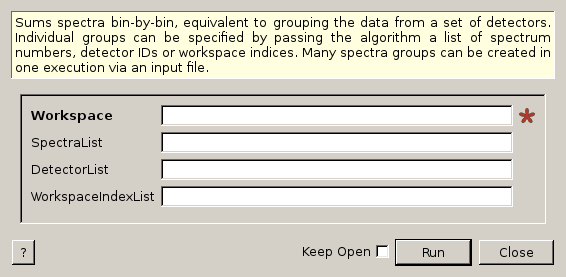 Sums spectra bin-by-bin, equivalent to grouping the data from a set of detectors.
Individual groups can be specified by passing the algorithm a list of spectrum
numbers, detector IDs or workspace indices. Many spectra groups can be created in
one execution via an input file.
Workspace
SpectraList
DetectorList
WorkspaceIndexList
? Keep Open Run Close